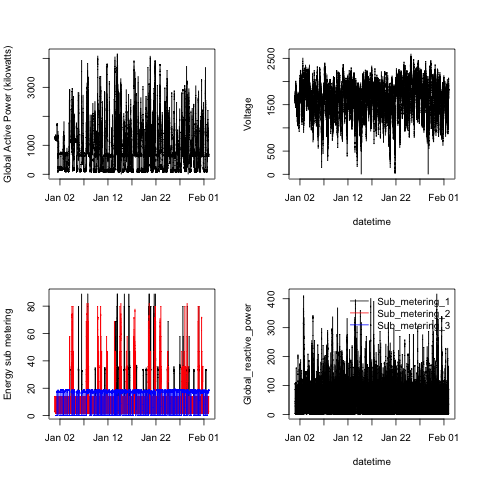 Global Active Power (kilowatts)
0 1000 3000
Jan 02 Jan 12 Jan 22 Feb 01
Voltage
0 500 1500 2500
Jan 02 Jan 12 Jan 22 Feb 01
datetime
Energy sub metering
0 20 40 60 80
Jan 02 Jan 12 Jan 22 Feb 01
Global_reactive_power
0 100 200 300 400
Sub_metering_1
Sub_metering_2
Sub_metering_3
Jan 02 Jan 12 Jan 22 Feb 01
datetime